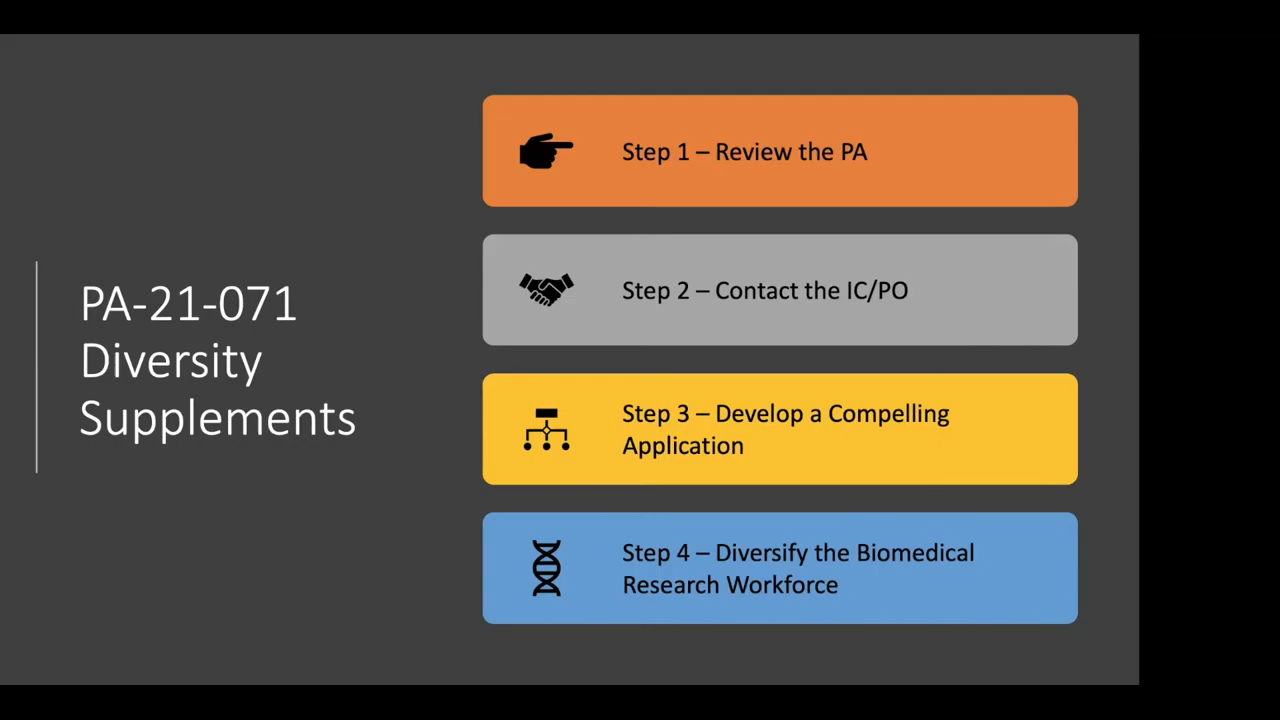 PA-21-071
Diversity
Supplements
Step 1 – Review the PA
Step 2 – Contact the IC/PO
Step 3 – Develop a Compelling
Application
Step 4 – Diversify the Biomedical
Research Workforce